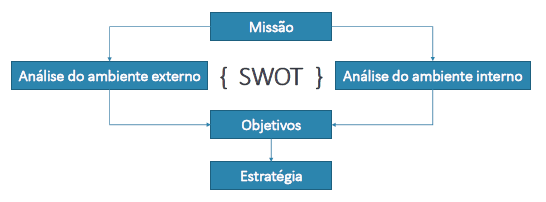 Missão
Análise do ambiente externo
{ SWOT }
Análise do ambiente interno
Objetivos
Estratégia